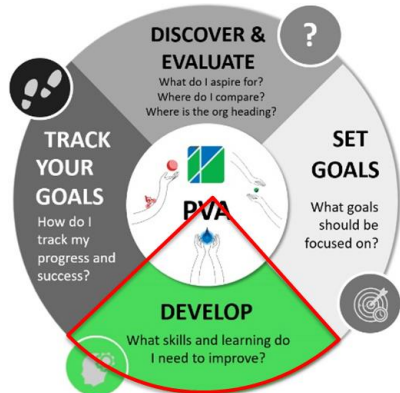 DISCOVER &
EVALUATE
What do I aspire for?
Where do I compare?
Where is the org heading?
?
SET
GOALS
What goals
should be
focused on?
DEVELOP
What skills and learning do
I need to improve?
TRACK
YOUR
GOALS
How do I
track my
progress and
success?
PVA